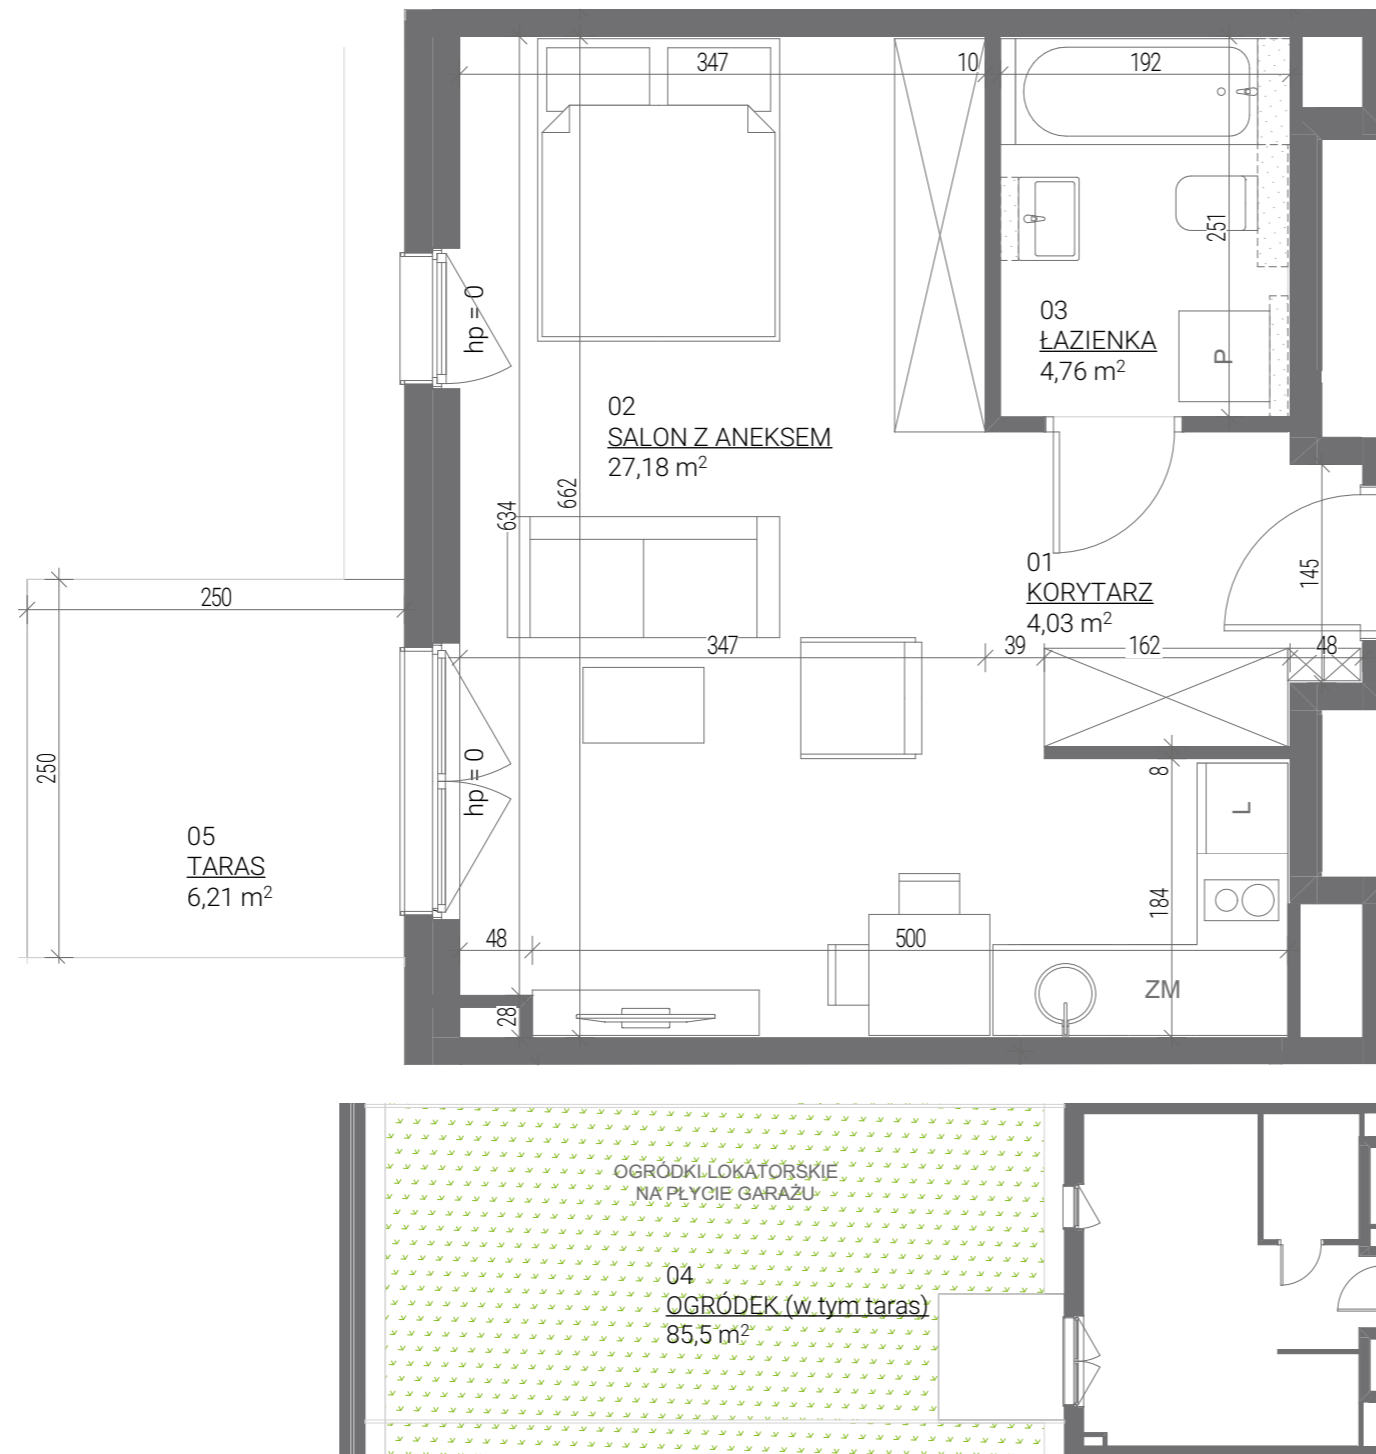 347
10
192
251
hp = 0
03
ŁAZIENKA
4,76 m²
P
02
SALON Z ANEKSEM
27,18 m²
634
662
01
KORYTARZ
4,03 m²
145
250
347
39
162
48
250
hp = 0
8
L
05
TARAS
6,21 m²
184
48
500
ZM
28
OGRÓDKI LOKATORSKIE
NA PŁYCIE GARAŻU
04
OGRÓDEK (w tym taras)
85,5 m²